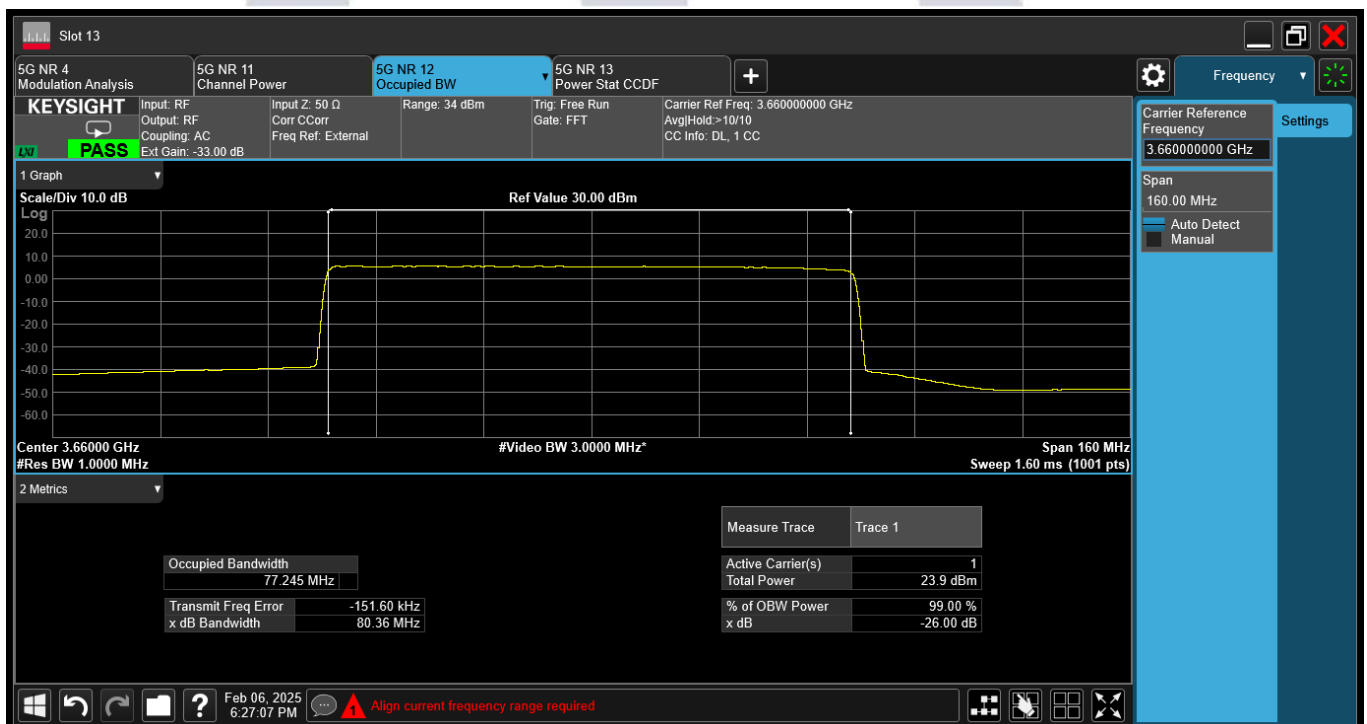 Slot 13
5G NR 4
Modulation Analysis
5G NR 11
Channel Power
5G NR 12
Occupied BW
5G NR 13
Power Stat CCDF
Frequency
KEYSIGHT
LXI
PASS
Input: RF
Output: RF
Coupling: AC
Ext Gain: -33.00 dB
Input Z: 50 Ω
Corr CCorr
Freq Ref: External
Range: 34 dBm
Trig: Free Run
Gate: FFT
Carrier Ref Freq: 3.660000000 GHz
Avg|Hold:>10/10
CC Info: DL, 1 CC
Carrier Reference
Frequency
3.660000000 GHz
Settings
Span
160.00 MHz
Auto Detect
Manual
1 Graph
Scale/Div 10.0 dB
Ref Value 30.00 dBm
Log
20.0
10.0
0.00
-10.0
-20.0
-30.0
-40.0
-50.0
-60.0
Center 3.66000 GHz
#Video BW 3.0000 MHz*
Span 160 MHz
#Res BW 1.0000 MHz
Sweep 1.60 ms (1001 pts)
2 Metrics
Measure Trace Trace 1
Occupied Bandwidth
77.245 MHz
Active Carrier(s) 1
Total Power 23.9 dBm
Transmit Freq Error -151.60 kHz
x dB Bandwidth 80.36 MHz
% of OBW Power 99.00 %
x dB -26.00 dB
?
Feb 06, 2025
6:27:07 PM
1
Align current frequency range required